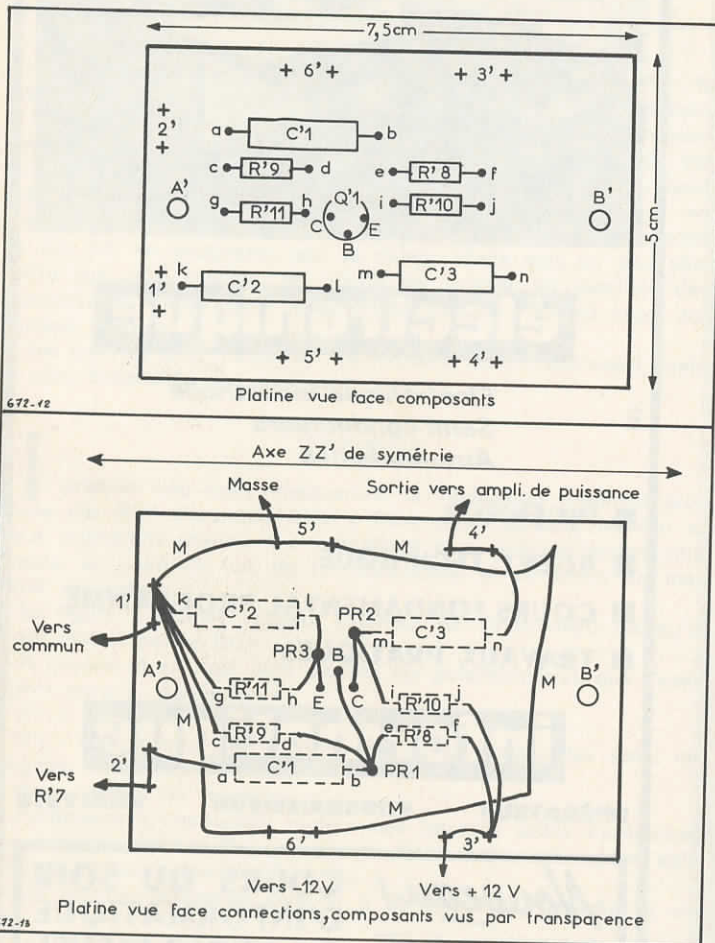 7,5cm
+ 6' +
+ 3' +
+
2'
+
a
C'1
b
5cm
c
R'9
d
e
R'8
f
A'
B'
g
R'11
h
Q'1
i
R'10
j
C
E
B
+
k
C'2
l
m
C'3
n
1'
+
+ 5' +
+ 4' +
Platine vue face composants
672-12
Axe ZZ' de symétrie
Masse
Sortie vers ampli. de puissance
M
5'
M
4'
1'
k
C'2
l
PR2
m
C'3
n
Vers
commun
PR3
B
A'
g
R'11
h
E
C
i
R'10
j
M
B'
M
c
R'9
d
e
R'8
f
2'
a
C'1
b
PR1
Vers
R'7
M
6'
3'
Vers -12V
Vers + 12 V
Platine vue face connections, composants vus par transparence
72-13